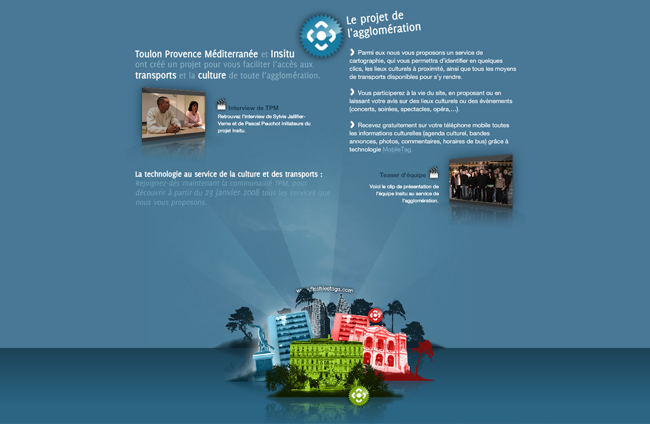 Le projet de
l'agglomération
Toulon Provence Méditerranée et Insitu
ont créé un projet pour vous faciliter l'accès aux
transports et la culture de toute l'agglomération.
Interview de TPM
Retrouvez l'interview de Sylvie Jallifier-
Verne et de Pascal Pauchot initiateurs du
projet Insitu.
La technologie au service de la culture et des transports :
Rejoignez-dès maintenant la communauté TPM, pour
découvrir à partir du 23 janvier 2008 tous les services que
nous vous proposons.
Parmi eux nous vous proposons un service de
cartographie, qui vous permettra d'identifier en quelques
clics, les lieux culturels à proximité, ainsi que tous les moyens
de transports disponibles pour s'y rendre.
Vous participerez à la vie du site, en proposant ou en
laissant votre avis sur des lieux culturels ou des évènements
(concerts, soirées, spectacles, opéra,...).
Recevez gratuitement sur votre téléphone mobile toutes
les informations culturelles (agenda culturel, bandes
annonces, photos, commentaires, horaires de bus) grâce à
technologie MobileTag.
Teaser d'équipe
Voici le clip de présentation de
l'équipe Insitu au service de
l'agglomération.